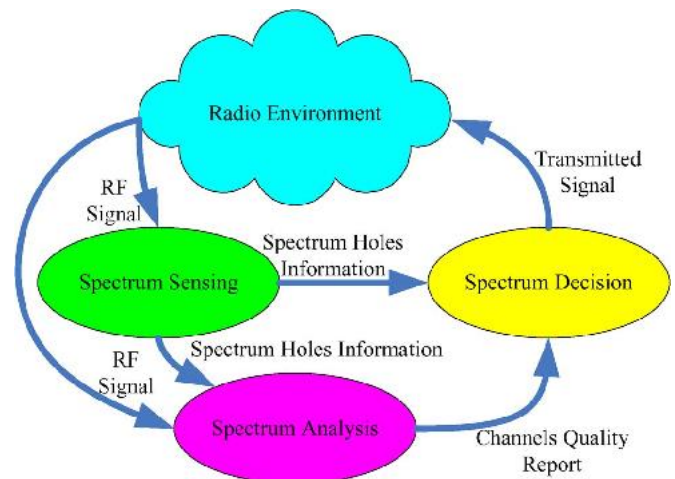 Radio Environment
RF
Signal
Transmitted
Signal
Spectrum Sensing
Spectrum Holes
Information
Spectrum Decision
RF
Signal
Spectrum Holes Information
Spectrum Analysis
Channels Quality
Report